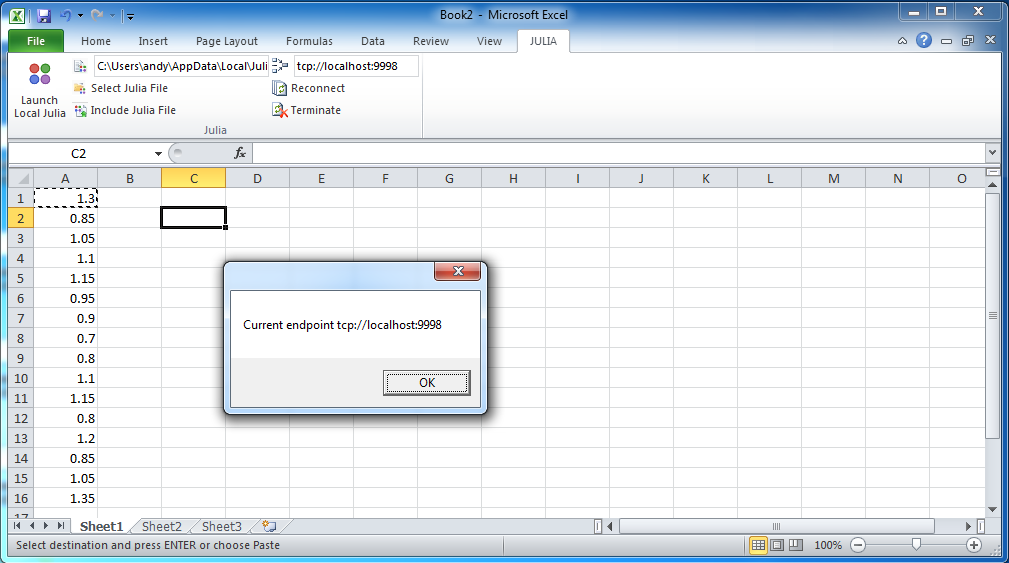 Book2 - Microsoft Excel
File Home Insert Page Layout Formulas Data Review View JULIA
C:\Users\andy\AppData\Local\Juli tcp://localhost:9998
Launch Local Julia
Select Julia File Reconnect
Include Julia File Terminate
Julia
C2 fx
A B C D E F G H I J K L M N O
1 1.3
2 0.85
3 1.05
4 1.1
5 1.15
6 0.95
7 0.9
8 0.7
9 0.8
10 1.1
11 1.15
12 0.8
13 1.2
14 0.85
15 1.05
16 1.35
17
Current endpoint tcp://localhost:9998
OK
Sheet1 Sheet2 Sheet3
Select destination and press ENTER or choose Paste 100%